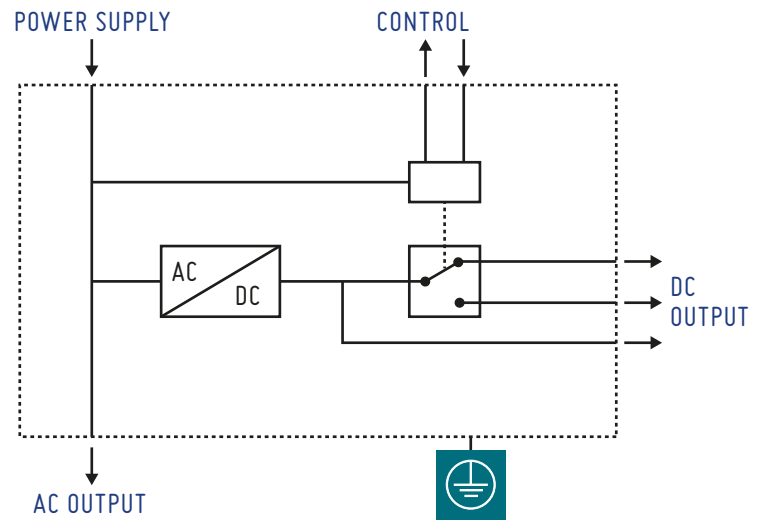 POWER SUPPLY
CONTROL
AC
DC
DC
OUTPUT
AC OUTPUT